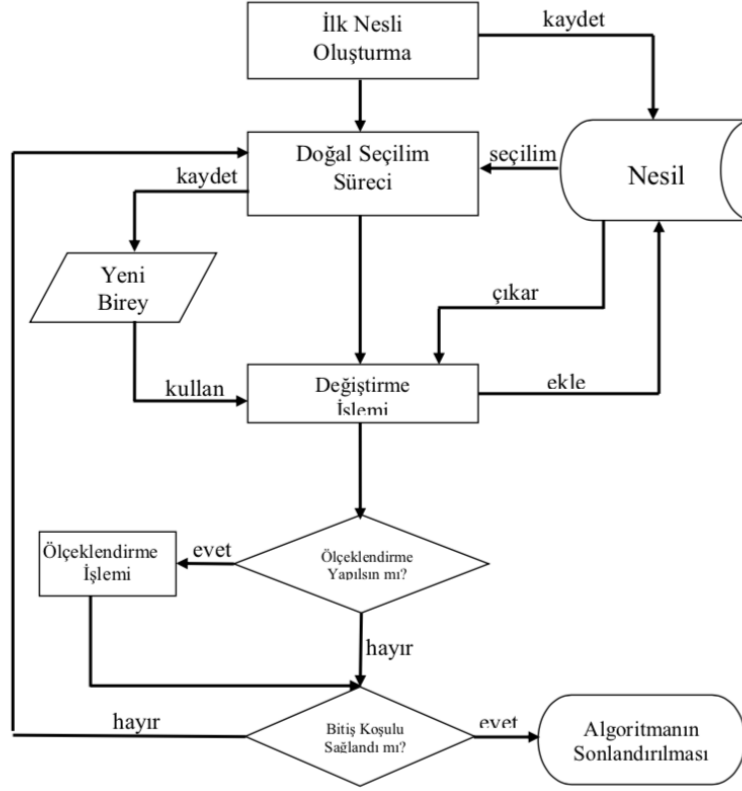 İlk Nesli
Oluşturma
kaydet
Doğal Seçilim
Süreci
seçilim
Nesil
kaydet
Yeni
Birey
çıkar
kullan
Değiştirme
İşlemi
ekle
Ölçeklendirme
İşlemi
evet
Ölçeklendirme
Yapılsın mı?
hayır
hayır
Bitiş Koşulu
Sağlandı mı?
evet
Algoritmanın
Sonlandırılması